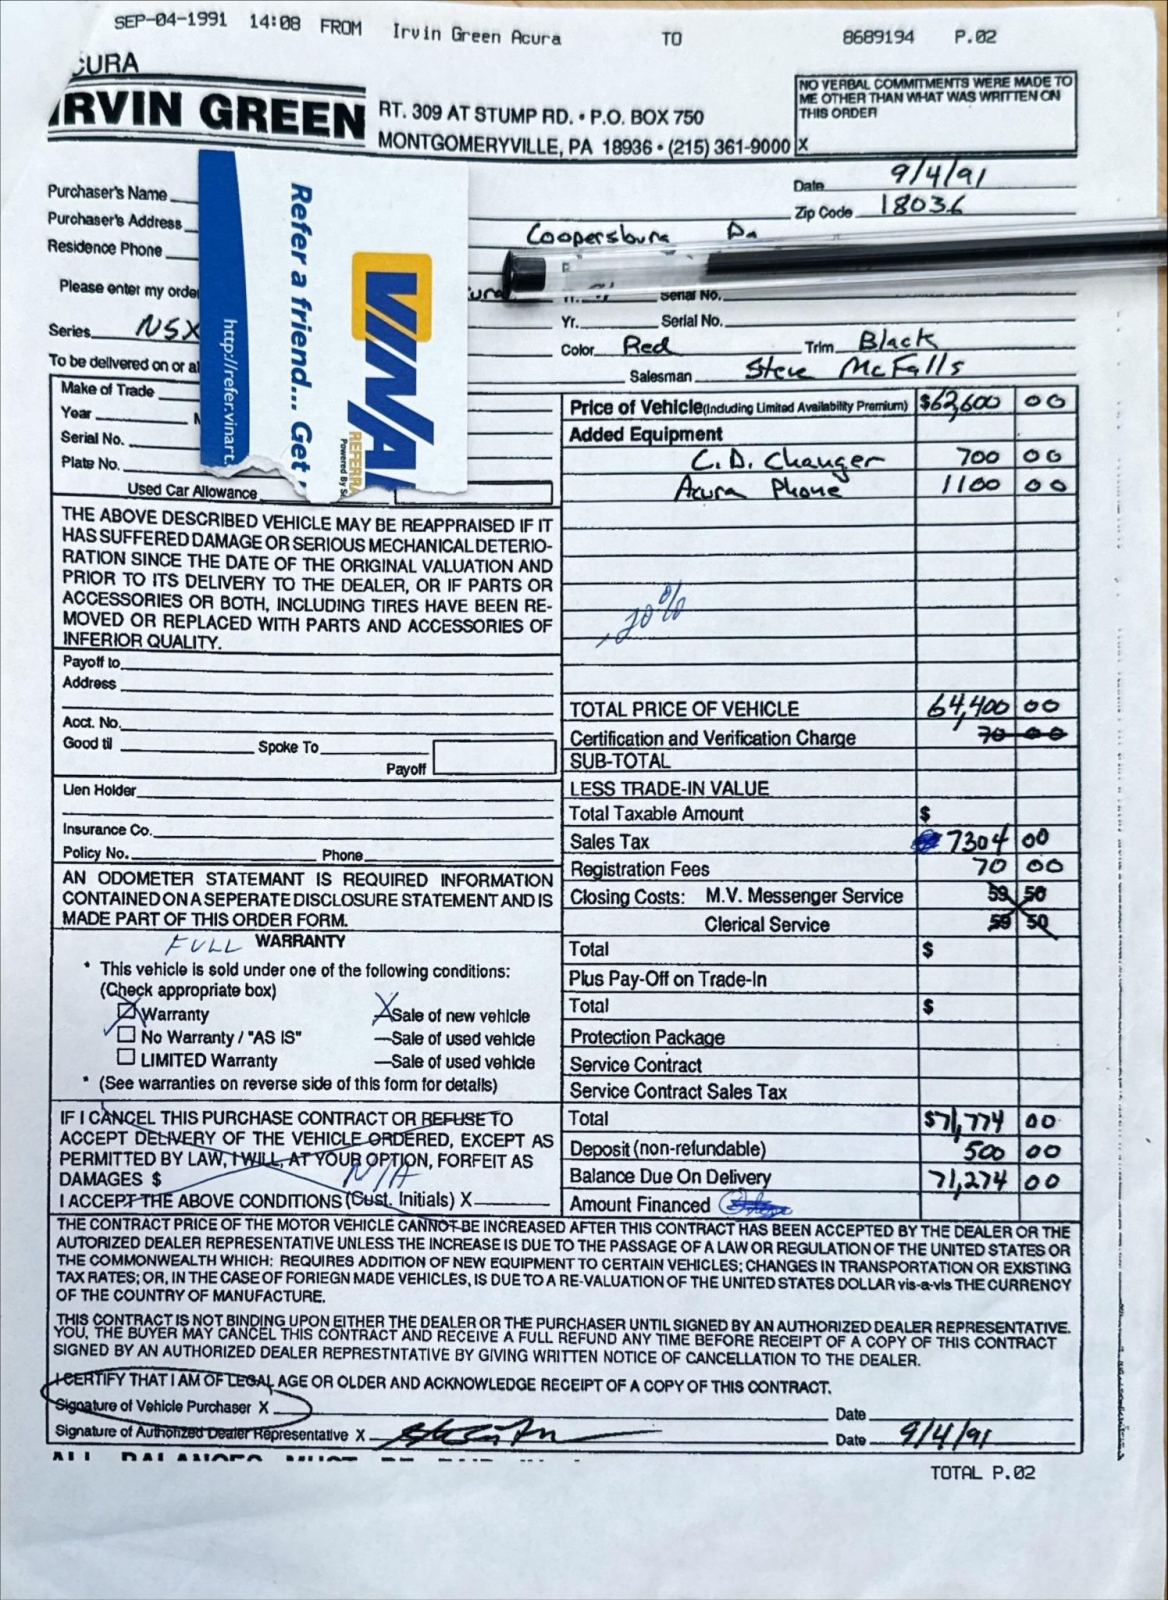 SEP-04-1991 14:08 FROM Irvin Green Acura TO 8689194 P.02
CURA
IRVIN GREEN
RT. 309 AT STUMP RD. • P.O. BOX 750
MONTGOMERYVILLE, PA 18936 • (215) 361-9000
NO VERBAL COMMITMENTS WERE MADE TO
ME OTHER THAN WHAT WAS WRITTEN ON
THIS ORDER
X
Purchaser's Name
Date 9/4/91
Purchaser's Address
Zip Code 18036
Coopersburg Pa
Residence Phone
Please enter my orde
ura
Yr. 91 Serial No.
Series NSX
Yr. Serial No.
Color Red Trim Black
To be delivered on or a
Salesman Steve McFalls
Refer a friend... Get
http://refer.vinart.
VINA
REFERRA
Powered By S
Make of Trade
Year
Serial No.
Plate No.
Used Car Allowance
THE ABOVE DESCRIBED VEHICLE MAY BE REAPPRAISED IF IT
HAS SUFFERED DAMAGE OR SERIOUS MECHANICAL DETERIO-
RATION SINCE THE DATE OF THE ORIGINAL VALUATION AND
PRIOR TO ITS DELIVERY TO THE DEALER, OR IF PARTS OR
ACCESSORIES OR BOTH, INCLUDING TIRES HAVE BEEN RE-
MOVED OR REPLACED WITH PARTS AND ACCESSORIES OF
INFERIOR QUALITY.
Payoff to
Address
Acct. No.
Good til Spoke To
Payoff
Lien Holder
Insurance Co.
Policy No. Phone
AN ODOMETER STATEMANT IS REQUIRED INFORMATION
CONTAINED ON A SEPERATE DISCLOSURE STATEMENT AND IS
MADE PART OF THIS ORDER FORM.
FULL WARRANTY
* This vehicle is sold under one of the following conditions:
(Check appropriate box)
Warranty X Sale of new vehicle
No Warranty / "AS IS" —Sale of used vehicle
LIMITED Warranty —Sale of used vehicle
* (See warranties on reverse side of this form for details)
IF I CANCEL THIS PURCHASE CONTRACT OR REFUSE TO
ACCEPT DELIVERY OF THE VEHICLE ORDERED, EXCEPT AS
PERMITTED BY LAW, I WILL, AT YOUR OPTION, FORFEIT AS
DAMAGES $ N/A
I ACCEPT THE ABOVE CONDITIONS (Cust. Initials) X
Price of Vehicle (Including Limited Availability Premium) $62,600 00
Added Equipment
C.D. Changer 700 00
Acura Phone 1100 00
10%
TOTAL PRICE OF VEHICLE 64,400 00
Certification and Verification Charge 70 00
SUB-TOTAL
LESS TRADE-IN VALUE
Total Taxable Amount $
Sales Tax 7304 00
Registration Fees 70 00
Closing Costs: M.V. Messenger Service 59 50
Clerical Service 59 50
Total $
Plus Pay-Off on Trade-In
Total $
Protection Package
Service Contract
Service Contract Sales Tax
Total $71,774 00
Deposit (non-refundable) 500 00
Balance Due On Delivery 71,274 00
Amount Financed
THE CONTRACT PRICE OF THE MOTOR VEHICLE CANNOT BE INCREASED AFTER THIS CONTRACT HAS BEEN ACCEPTED BY THE DEALER OR THE
AUTORIZED DEALER REPRESENTATIVE UNLESS THE INCREASE IS DUE TO THE PASSAGE OF A LAW OR REGULATION OF THE UNITED STATES OR
THE COMMONWEALTH WHICH: REQUIRES ADDITION OF NEW EQUIPMENT TO CERTAIN VEHICLES; CHANGES IN TRANSPORTATION OR EXISTING
TAX RATES; OR, IN THE CASE OF FORIEGN MADE VEHICLES, IS DUE TO A RE-VALUATION OF THE UNITED STATES DOLLAR vis-a-vis THE CURRENCY
OF THE COUNTRY OF MANUFACTURE.
THIS CONTRACT IS NOT BINDING UPON EITHER THE DEALER OR THE PURCHASER UNTIL SIGNED BY AN AUTHORIZED DEALER REPRESENTATIVE.
YOU, THE BUYER MAY CANCEL THIS CONTRACT AND RECEIVE A FULL REFUND ANY TIME BEFORE RECEIPT OF A COPY OF THIS CONTRACT
SIGNED BY AN AUTHORIZED DEALER REPRESTNTATIVE BY GIVING WRITTEN NOTICE OF CANCELLATION TO THE DEALER.
I CERTIFY THAT I AM OF LEGAL AGE OR OLDER AND ACKNOWLEDGE RECEIPT OF A COPY OF THIS CONTRACT.
Signature of Vehicle Purchaser X Date
Signature of Authorized Dealer Representative X Date 9/4/91
TOTAL P.02